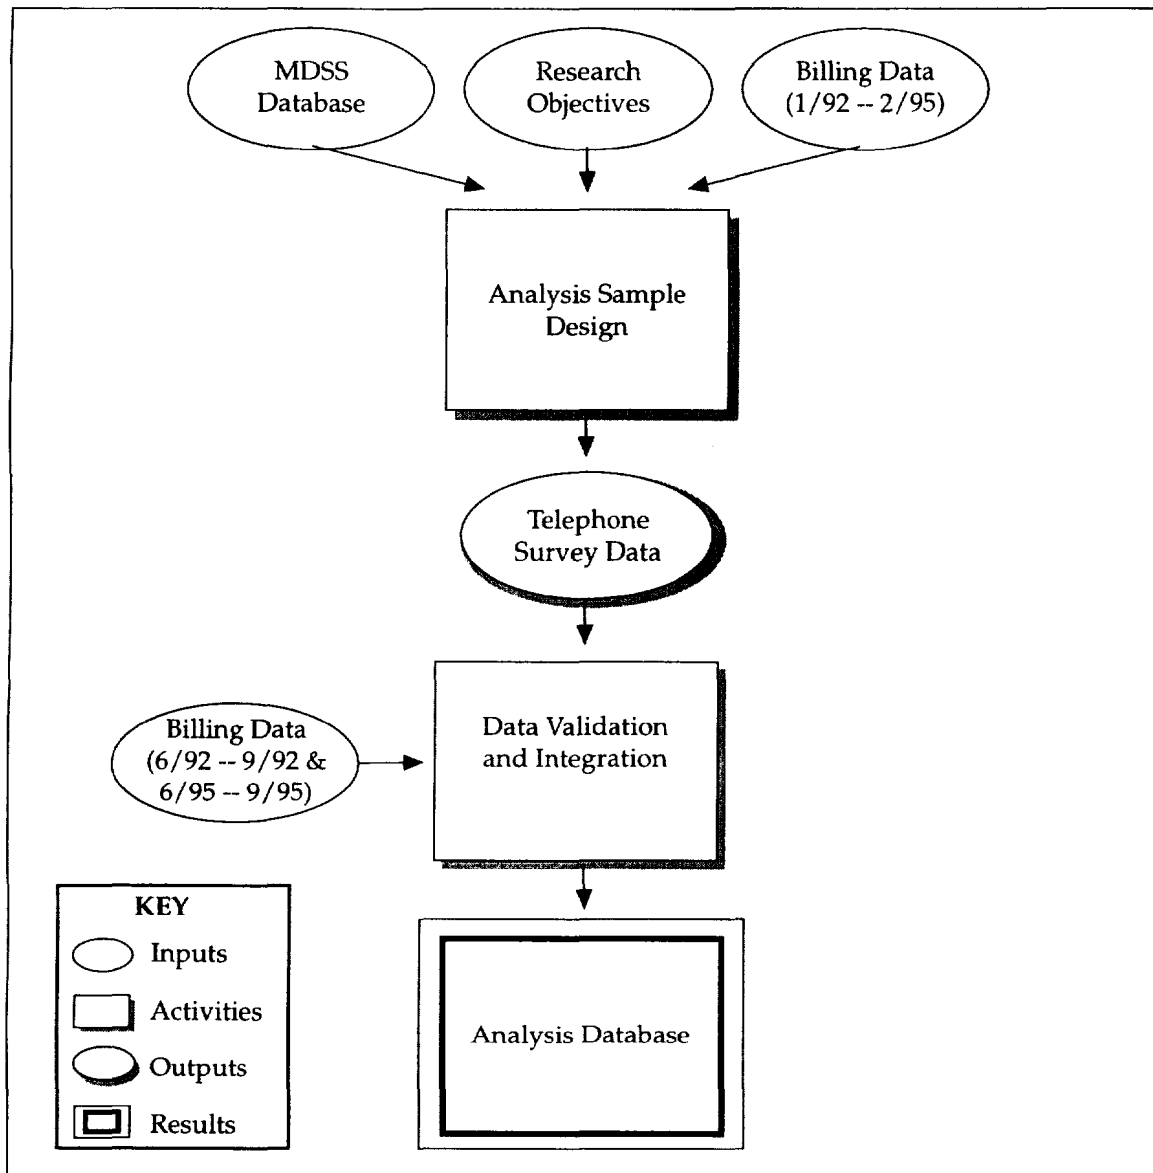 MDSS
Database
Research
Objectives
Billing Data
(1/92 -- 2/95)
Analysis Sample
Design
Telephone
Survey Data
Billing Data
(6/92 -- 9/92 &
6/95 -- 9/95)
Data Validation
and Integration
Analysis Database
KEY
Inputs
Activities
Outputs
Results